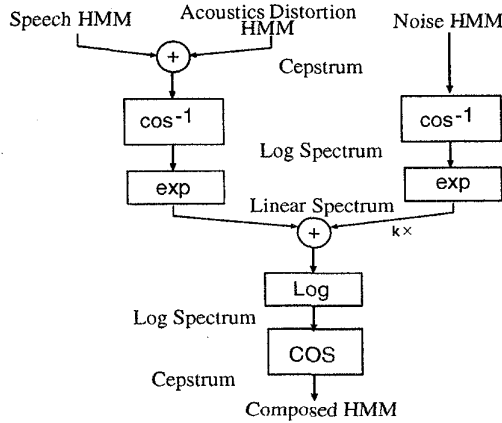 Speech HMM
Acoustics Distortion
HMM
Noise HMM
+
Cepstrum
cos-1
cos-1
Log Spectrum
exp
exp
Linear Spectrum
+
k×
Log
Log Spectrum
COS
Cepstrum
Composed HMM